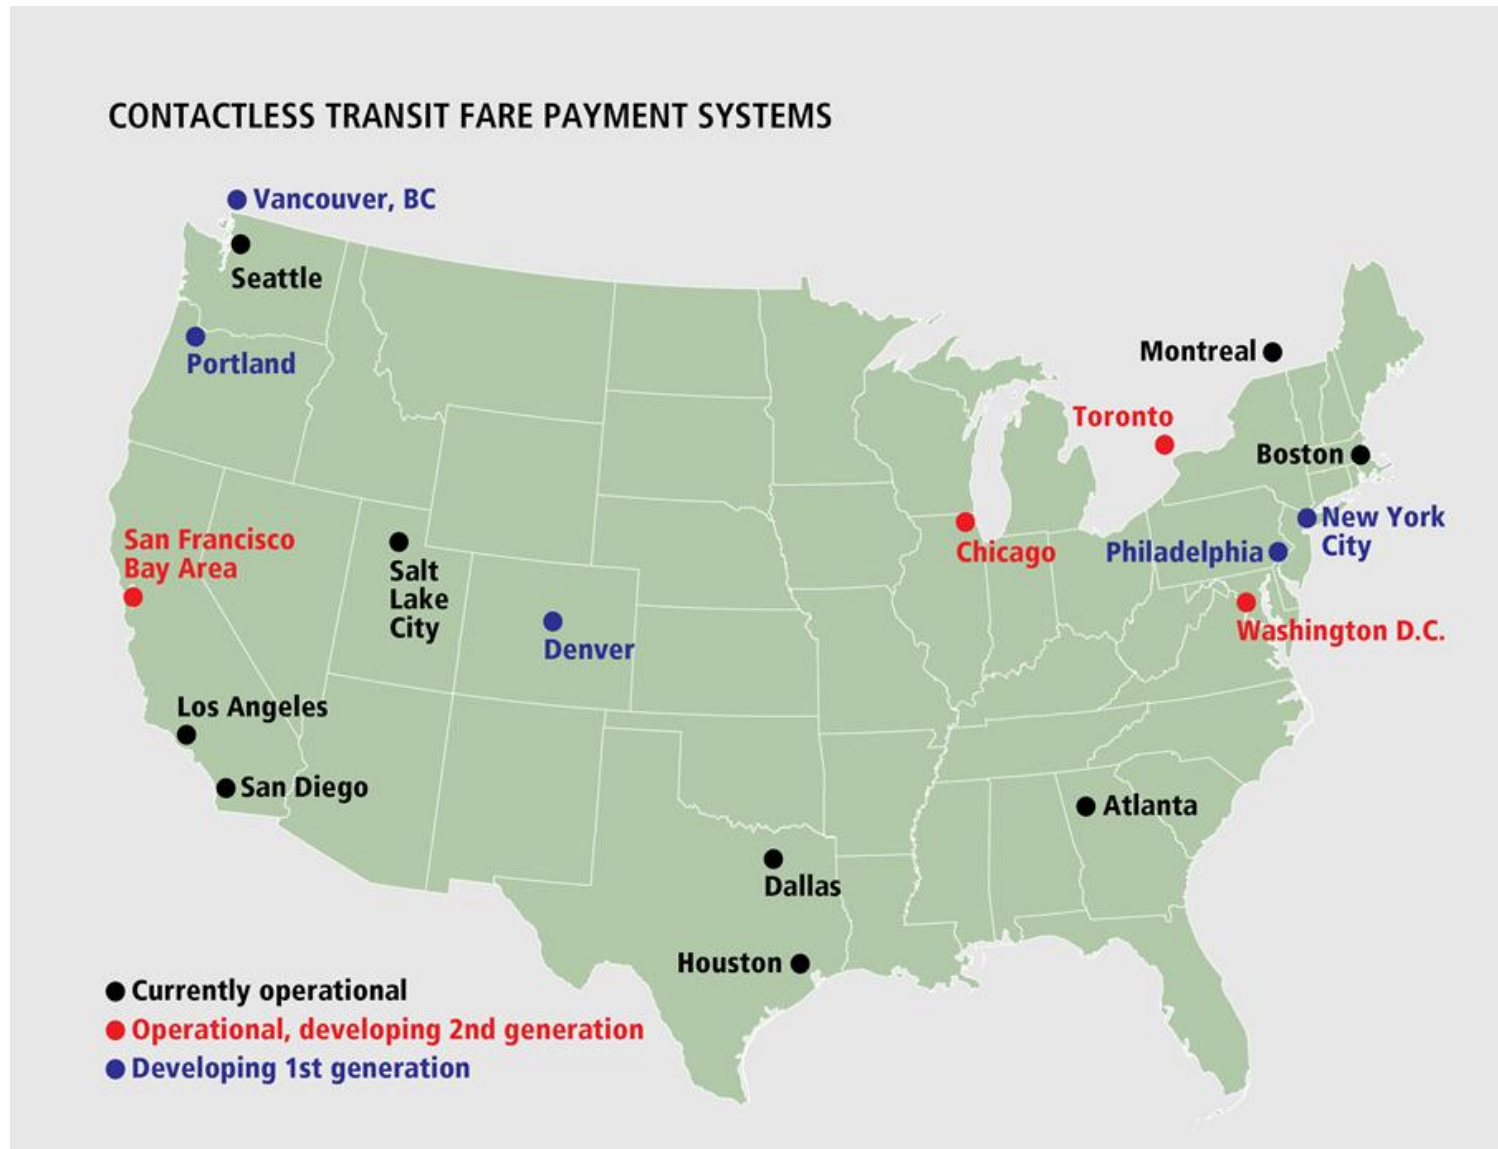 CONTACTLESS TRANSIT FARE PAYMENT SYSTEMS
Vancouver, BC
Seattle
Portland
Montreal
Toronto
Boston
San Francisco
Bay Area
Salt
Lake
City
Chicago
New York
City
Philadelphia
Denver
Washington D.C.
Los Angeles
San Diego
Atlanta
Dallas
Houston
Currently operational
Operational, developing 2nd generation
Developing 1st generation